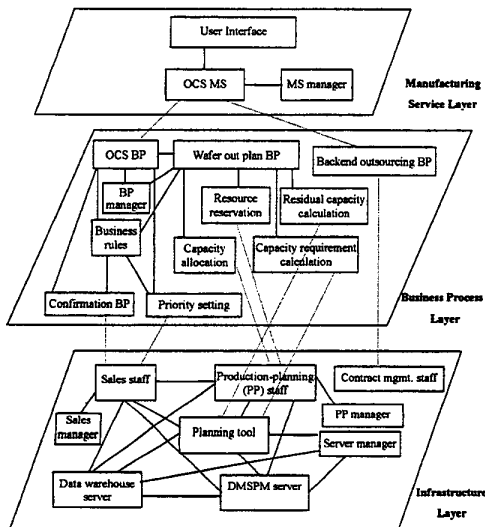 User Interface
OCS MS
MS manager
Manufacturing
Service Layer
OCS BP
Wafer out plan BP
Backend outsourcing BP
BP
manager
Resource
reservation
Residual capacity
calculation
Business
rules
Capacity
allocation
Capacity requirement
calculation
Confirmation BP
Priority setting
Business Process
Layer
Sales staff
Production-planning
(PP) staff
Contract mgmt. staff
PP manager
Sales
manager
Planning tool
Server manager
Data warehouse
server
DMSPM server
Infrastructure
Layer